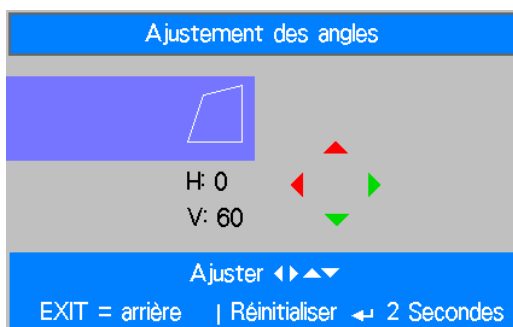 Ajustement des angles
H: 0
V: 60
Ajuster
EXIT = arrière | Réinitialiser ↵ 2 Secondes